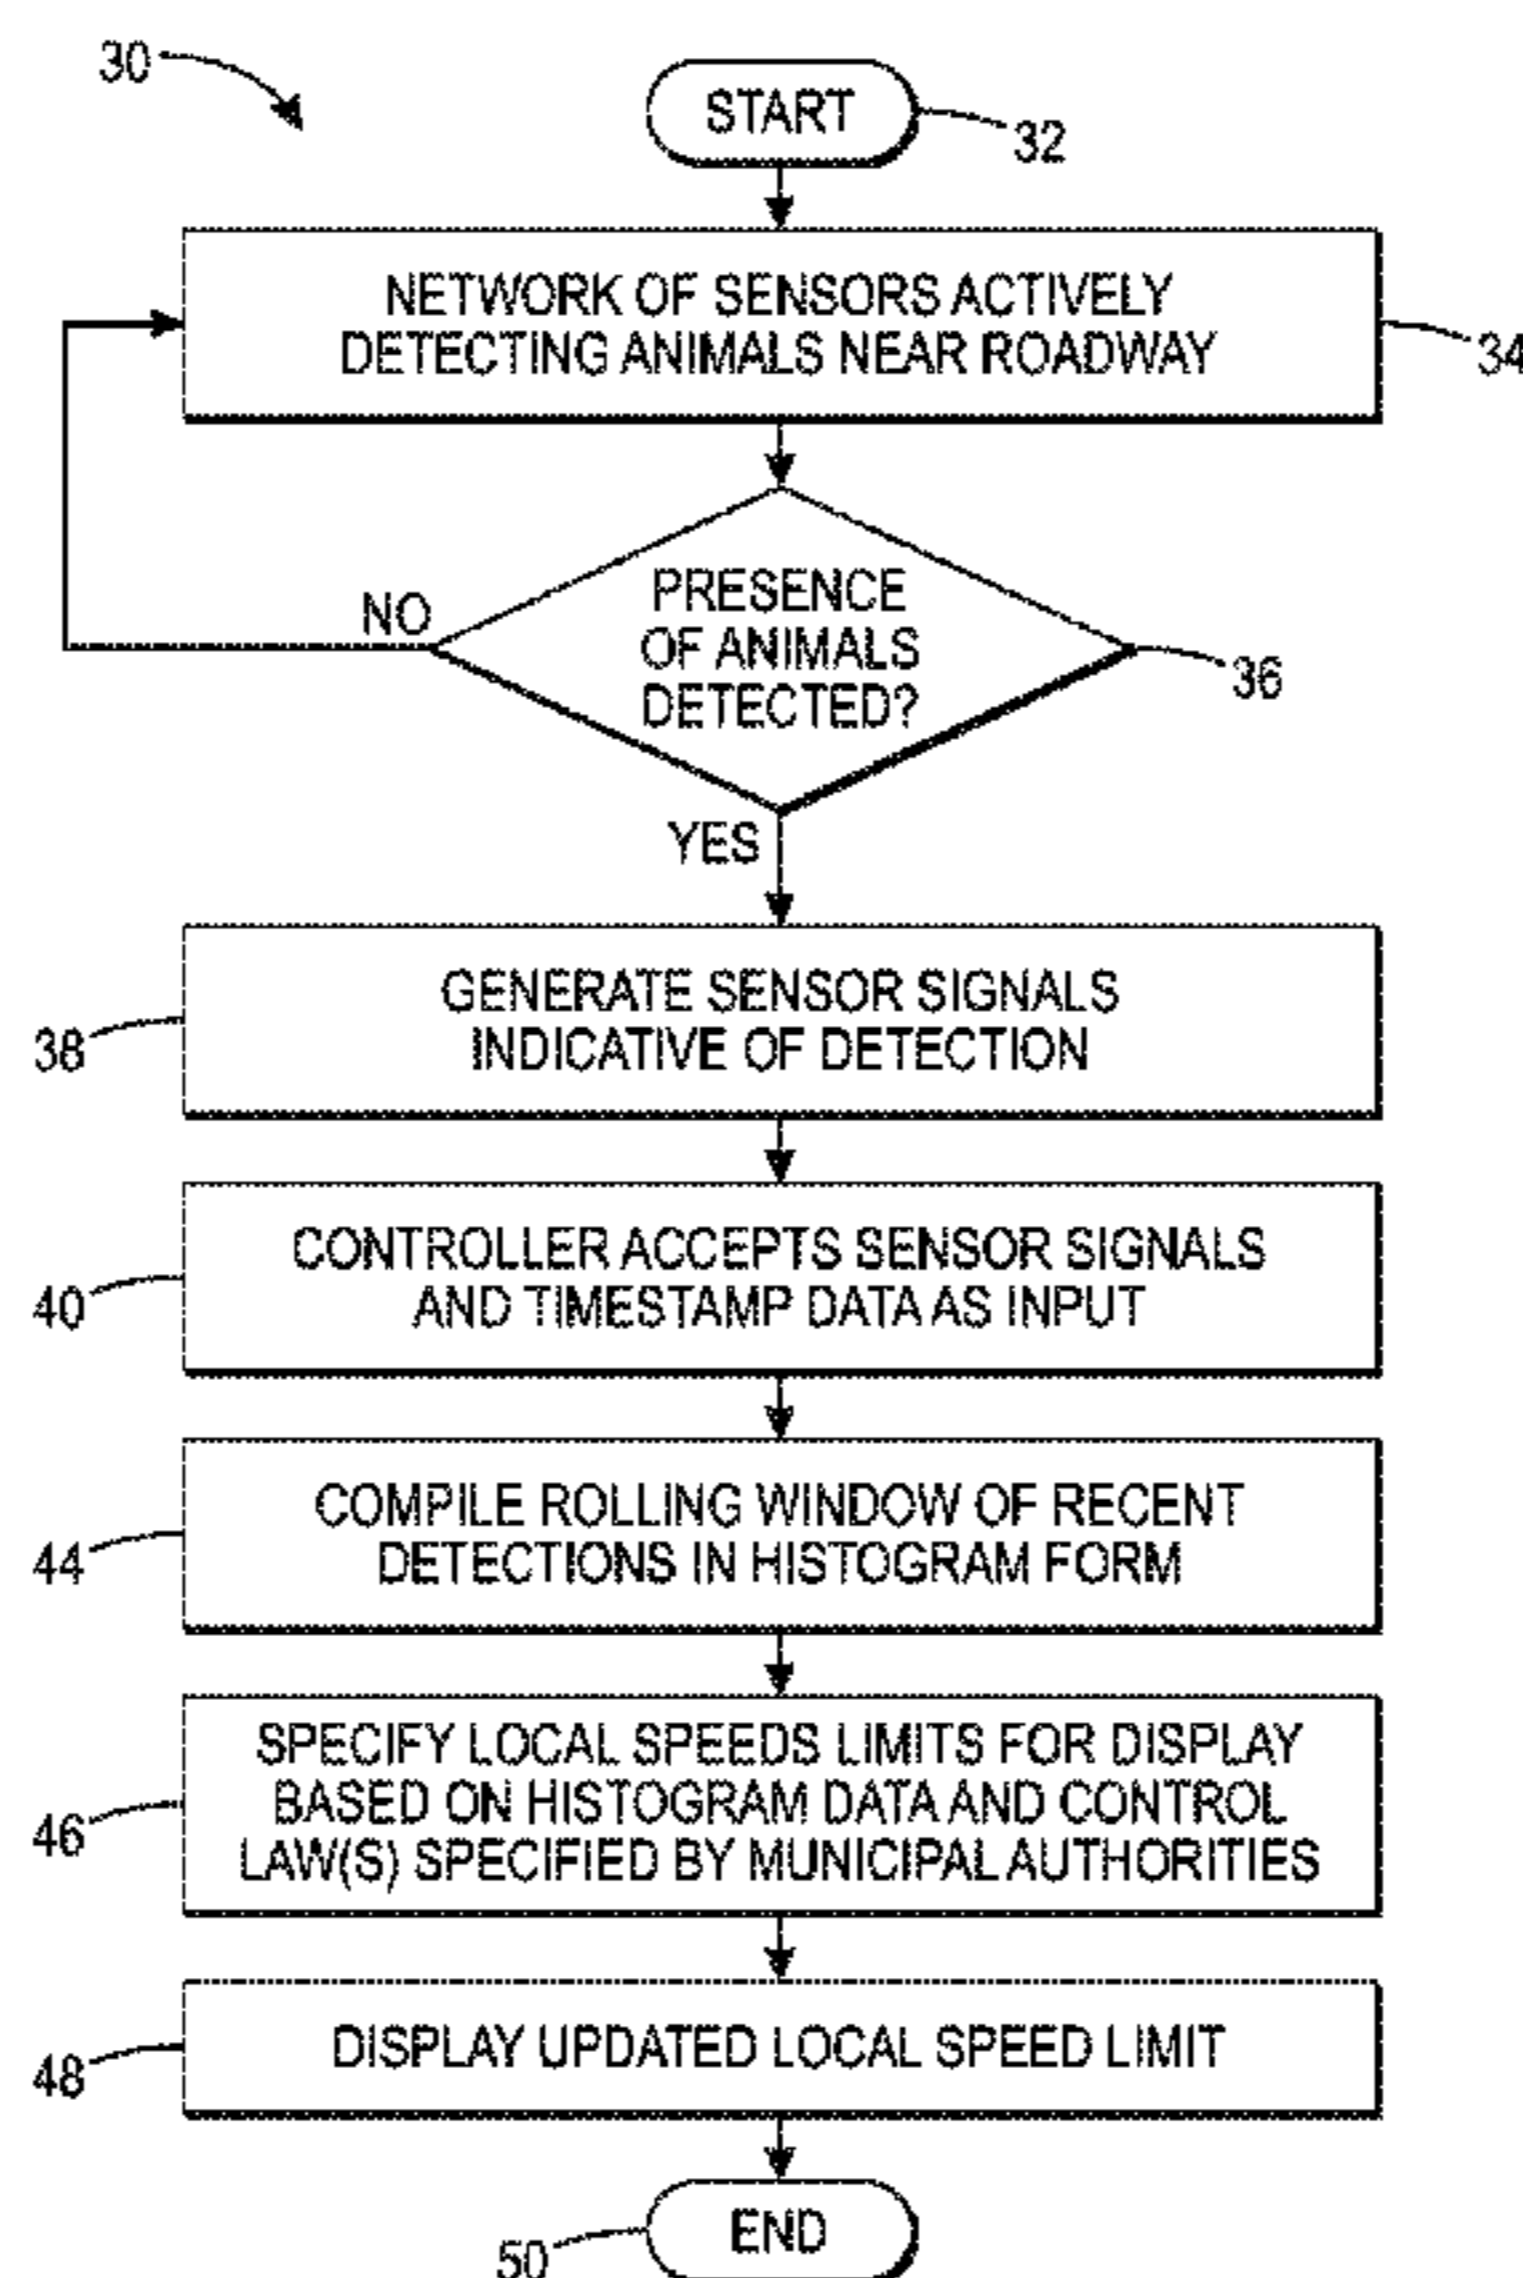 30
START
32
NETWORK OF SENSORS ACTIVELY
DETECTING ANIMALS NEAR ROADWAY
34
PRESENCE
OF ANIMALS
DETECTED?
NO
36
YES
GENERATE SENSOR SIGNALS
INDICATIVE OF DETECTION
38
CONTROLLER ACCEPTS SENSOR SIGNALS
AND TIMESTAMP DATA AS INPUT
40
COMPILE ROLLING WINDOW OF RECENT
DETECTIONS IN HISTOGRAM FORM
44
SPECIFY LOCAL SPEEDS LIMITS FOR DISPLAY
BASED ON HISTOGRAM DATA AND CONTROL
LAW(S) SPECIFIED BY MUNICIPAL AUTHORITIES
46
DISPLAY UPDATED LOCAL SPEED LIMIT
48
END
50